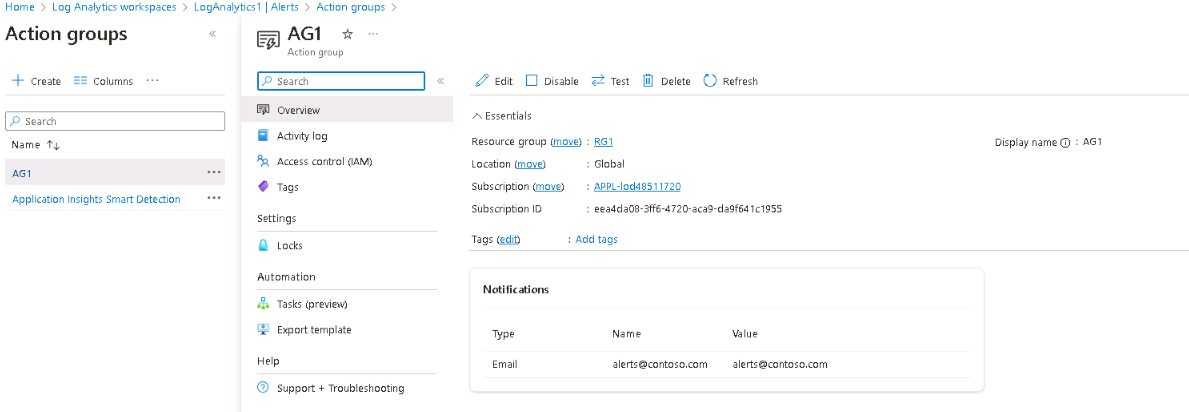 Home > Log Analytics workspaces > LogAnalytics1 | Alerts > Action groups >
Action groups «
+ Create Columns ...
Search
Name ↑↓
AG1 ...
Application Insights Smart Detection ...
AG1 ☆ ...
Action group
Search «
Overview
Activity log
Access control (IAM)
Tags
Settings
Locks
Automation
Tasks (preview)
Export template
Help
Support + Troubleshooting
Edit Disable Test Delete Refresh
Essentials
Resource group (move) : RG1
Location (move) : Global
Subscription (move) : APPL-lod48511720
Subscription ID : eea4da08-3ff6-4720-aca9-da9f641c1955
Display name : AG1
Tags (edit) : Add tags
Notifications
Type Name Value
Email alerts@contoso.com alerts@contoso.com